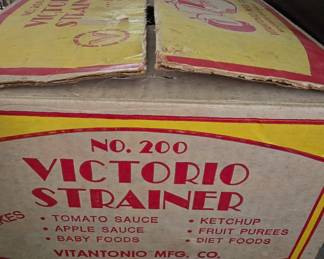 VICTORIO
STRAINER
NO. 200
VICTORIO
STRAINER
• TOMATO SAUCE • KETCHUP
• APPLE SAUCE • FRUIT PUREES
• BABY FOODS • DIET FOODS
VITANTONIO MFG. CO.